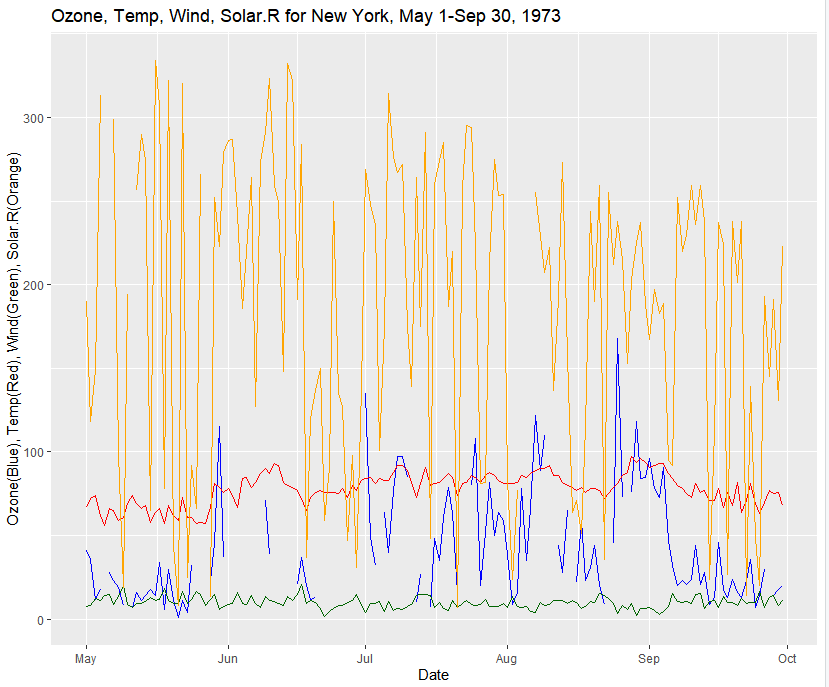 Ozone, Temp, Wind, Solar.R for New York, May 1-Sep 30, 1973
Ozone(Blue), Temp(Red), Wind(Green), Solar R(Orange)
300
200
100
0
May Jun Jul Aug Sep Oct
Date